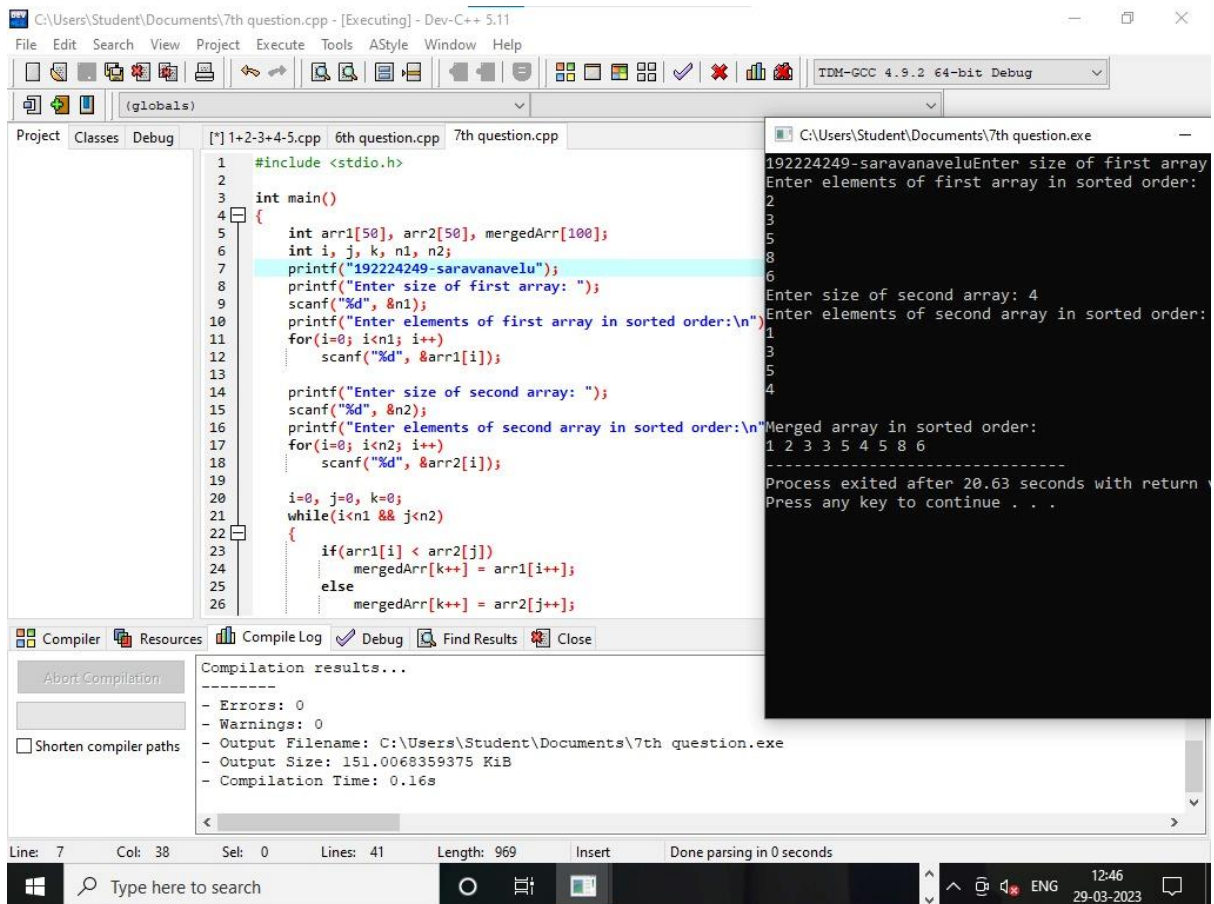 C:\Users\Student\Documents\7th question.cpp - [Executing] - Dev-C++ 5.11
File Edit Search View Project Execute Tools AStyle Window Help
TDM-GCC 4.9.2 64-bit Debug
(globals)
Project Classes Debug
[*] 1+2-3+4-5.cpp 6th question.cpp 7th question.cpp
1 #include <stdio.h>
2
3 int main()
4 {
5 int arr1[50], arr2[50], mergedArr[100];
6 int i, j, k, n1, n2;
7 printf("192224249-saravanavelu");
8 printf("Enter size of first array: ");
9 scanf("%d", &n1);
10 printf("Enter elements of first array in sorted order:\n")
11 for(i=0; i<n1; i++)
12 scanf("%d", &arr1[i]);
13
14 printf("Enter size of second array: ");
15 scanf("%d", &n2);
16 printf("Enter elements of second array in sorted order:\n"
17 for(i=0; i<n2; i++)
18 scanf("%d", &arr2[i]);
19
20 i=0, j=0, k=0;
21 while(i<n1 && j<n2)
22 {
23 if(arr1[i] < arr2[j])
24 mergedArr[k++] = arr1[i++];
25 else
26 mergedArr[k++] = arr2[j++];
C:\Users\Student\Documents\7th question.exe
192224249-saravanaveluEnter size of first array
Enter elements of first array in sorted order:
2
3
5
8
6
Enter size of second array: 4
Enter elements of second array in sorted order:
1
3
5
4
Merged array in sorted order:
1 2 3 3 5 4 5 8 6
--------------------------------
Process exited after 20.63 seconds with return
Press any key to continue . . .
Compiler Resources Compile Log Debug Find Results Close
Abort Compilation
Shorten compiler paths
Compilation results...
--------
- Errors: 0
- Warnings: 0
- Output Filename: C:\Users\Student\Documents\7th question.exe
- Output Size: 151.0068359375 KiB
- Compilation Time: 0.16s
Line: 7 Col: 38 Sel: 0 Lines: 41 Length: 969 Insert Done parsing in 0 seconds
Type here to search
ENG
12:46
29-03-2023